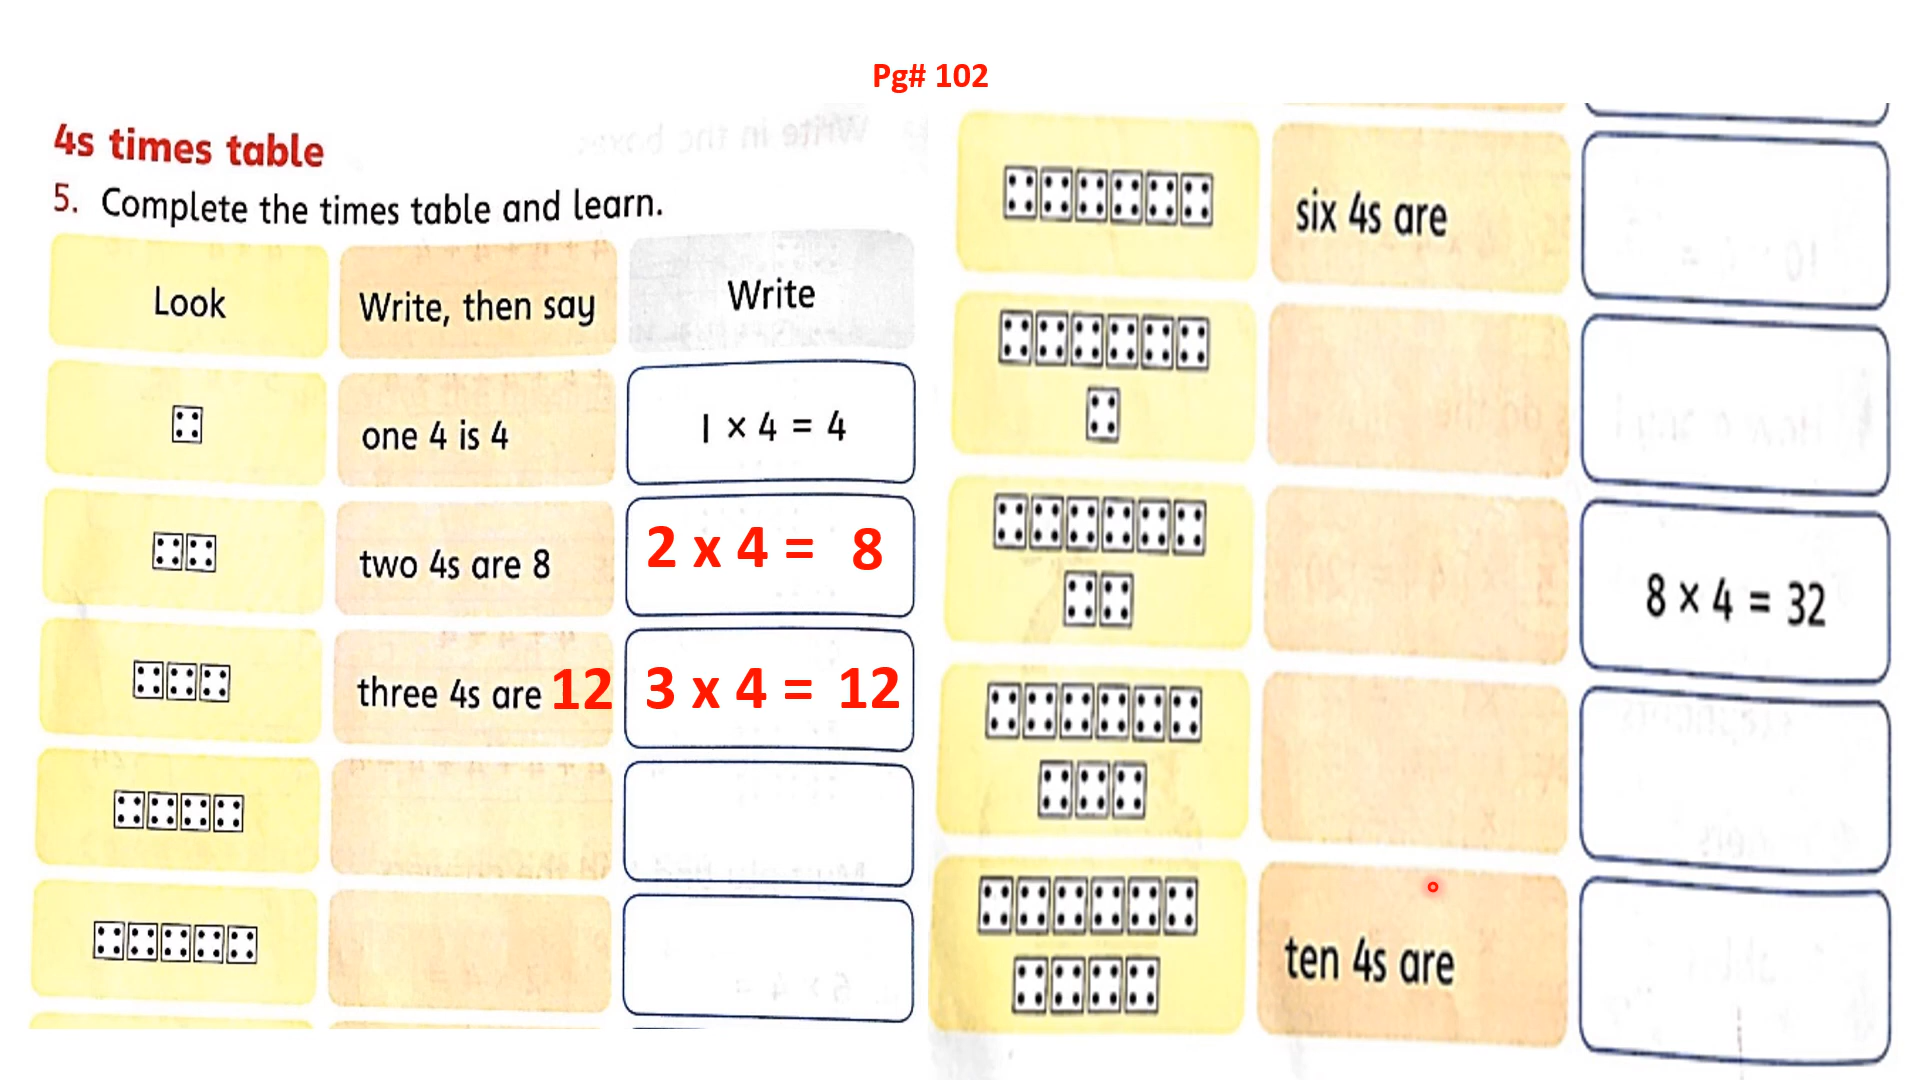 Pg# 102
4s times table
5. Complete the times table and learn.
Look
Write, then say
Write
one 4 is 4
1 × 4 = 4
two 4s are 8
2 x 4 = 8
three 4s are 12
3 x 4 = 12
six 4s are
8 × 4 = 32
ten 4s are